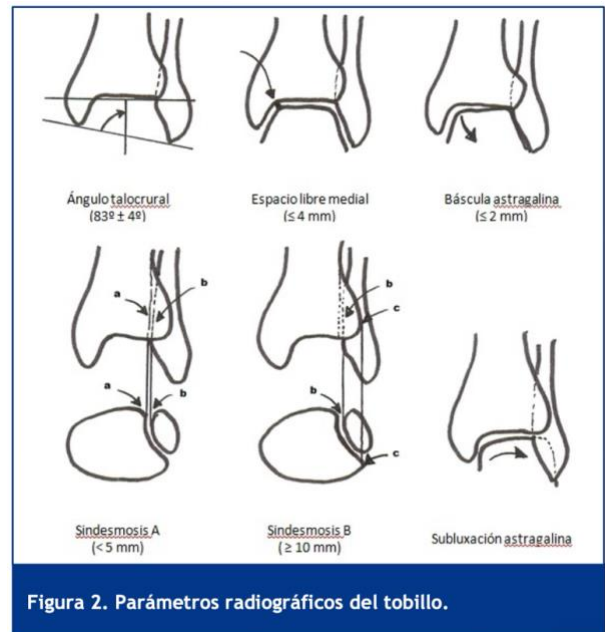 Ángulo talocrural
(83º ± 4º)
Espacio libre medial
(≤ 4 mm)
Báscula astragalina
(≤ 2 mm)
a
b
a
b
Sindesmosis A
(< 5 mm)
b
c
b
c
Sindesmosis B
(≥ 10 mm)
Subluxación astragalina
Figura 2. Parámetros radiográficos del tobillo.